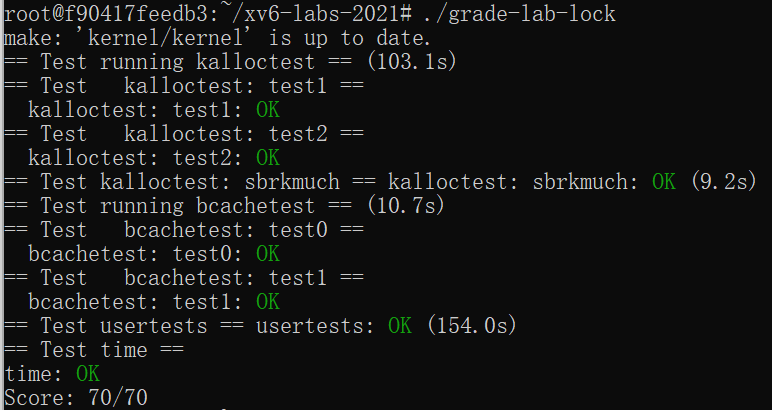 root@f90417feedb3:~/xv6-labs-2021# ./grade-lab-lock
make: 'kernel/kernel' is up to date.
== Test running kalloctest == (103.1s)
== Test   kalloctest: test1 ==
  kalloctest: test1: OK
== Test   kalloctest: test2 ==
  kalloctest: test2: OK
== Test kalloctest: sbrkmuch == kalloctest: sbrkmuch: OK (9.2s)
== Test running bcachetest == (10.7s)
== Test   bcachetest: test0 ==
  bcachetest: test0: OK
== Test   bcachetest: test1 ==
  bcachetest: test1: OK
== Test usertests == usertests: OK (154.0s)
== Test time ==
time: OK
Score: 70/70